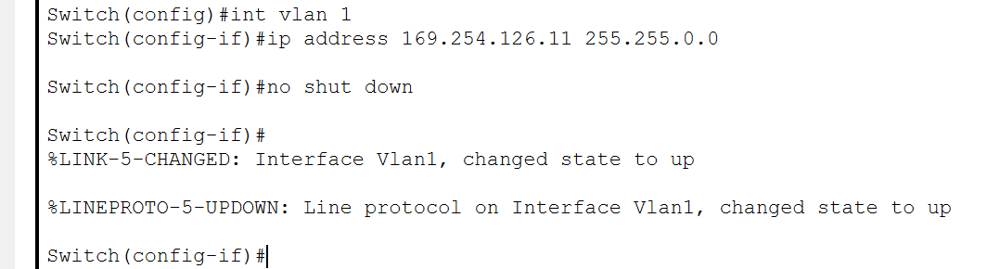 Switch(config)#int vlan 1
Switch(config-if)#ip address 169.254.126.11 255.255.0.0
Switch(config-if)#no shut down
Switch(config-if)#
%LINK-5-CHANGED: Interface Vlan1, changed state to up
%LINEPROTO-5-UPDOWN: Line protocol on Interface Vlan1, changed state to up
Switch(config-if)#